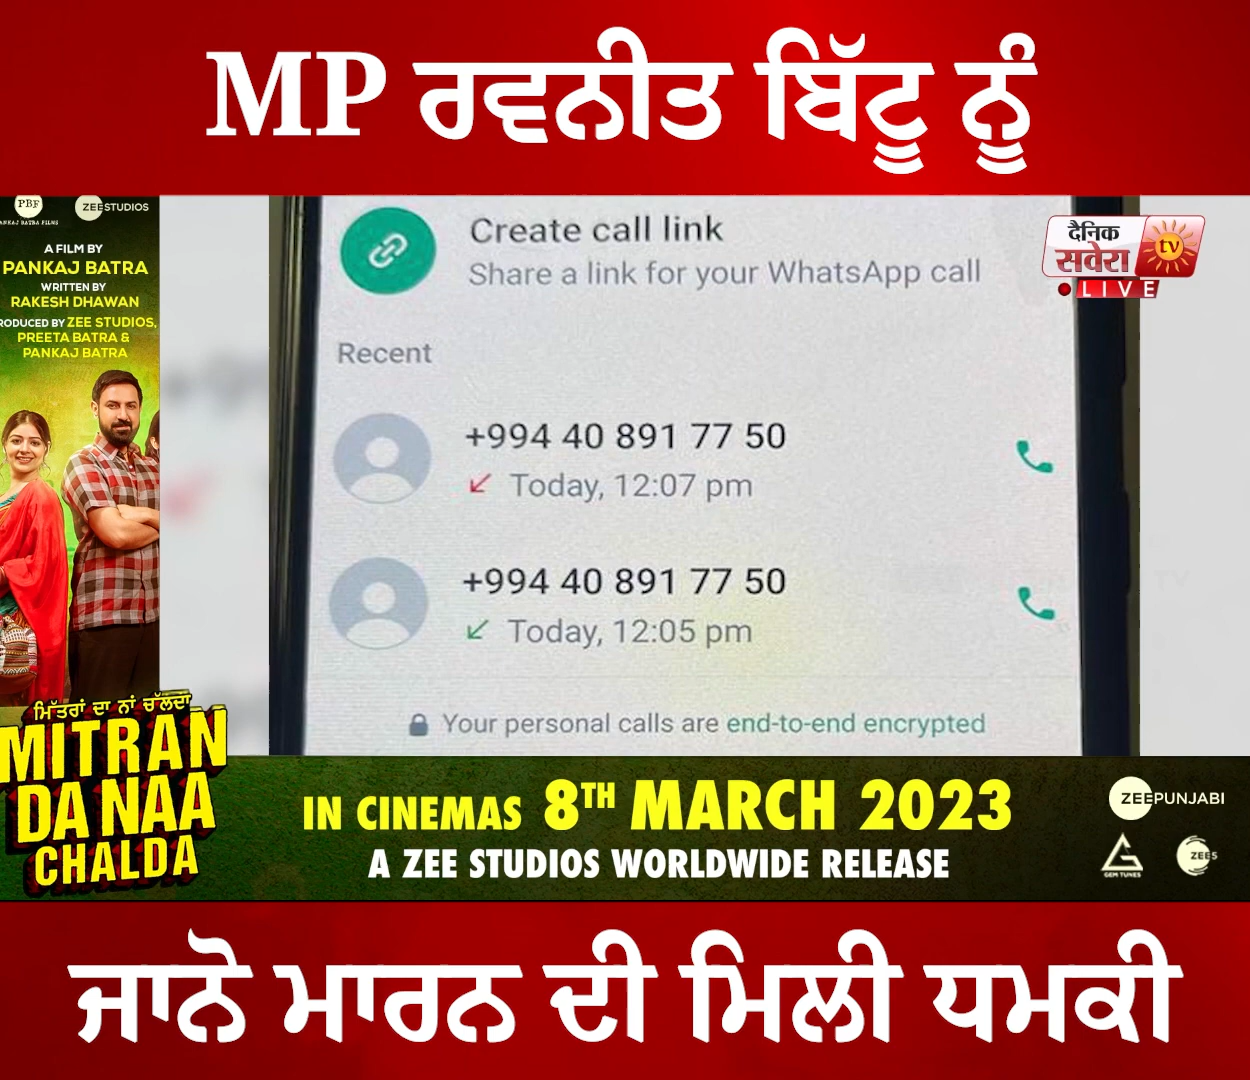 MP ਰਵਨੀਤ ਬਿੱਟੂ ਨੂੰ
PBF
ZEE STUDIOS
A FILM BY
PANKAJ BATRA
WRITTEN BY
RAKESH DHAWAN
RODUCED BY ZEE STUDIOS,
PREETA BATRA &
PANKAJ BATRA
Create call link
Share a link for your WhatsApp call
दैनिक
सवेरा
tv
LIVE
Recent
+994 40 891 77 50
Today, 12:07 pm
+994 40 891 77 50
Today, 12:05 pm
Your personal calls are end-to-end encrypted
ਮਿੱਤਰਾਂ ਦਾ ਨਾਂ ਚੱਲਦਾ
MITRAN
DA NAA
CHALDA
IN CINEMAS 8TH MARCH 2023
A ZEE STUDIOS WORLDWIDE RELEASE
ZEE PUNJABI
GEM TUNES
ZEE5
ਜਾਨੋ ਮਾਰਨ ਦੀ ਮਿਲੀ ਧਮਕੀ